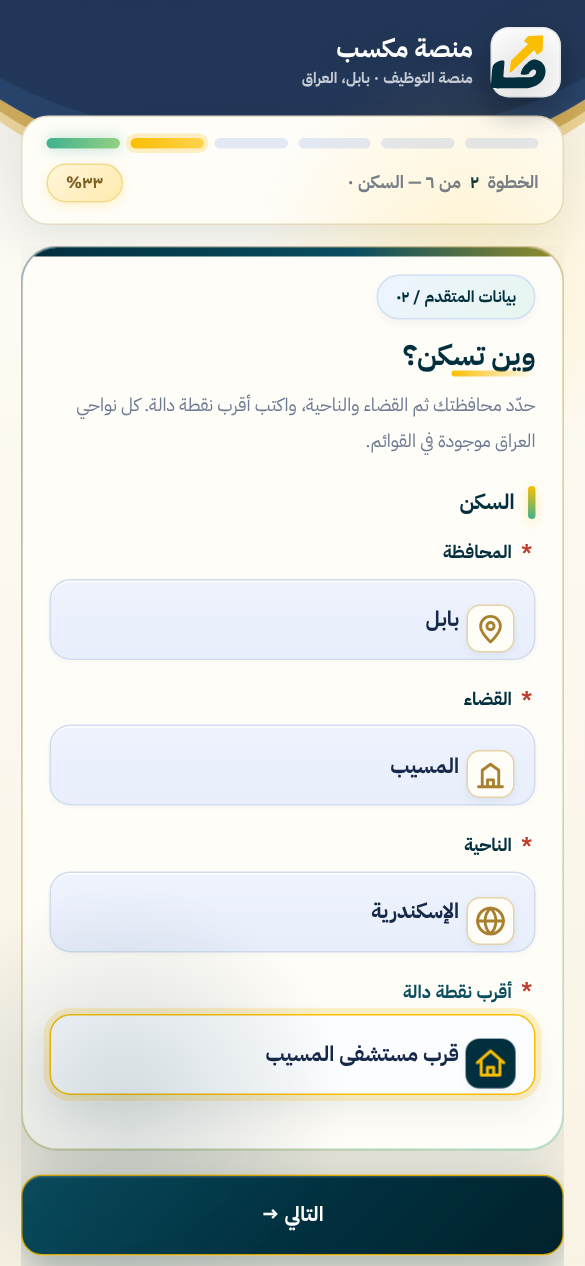 منصة مكسب
منصة التوظيف · بابل، العراق
الخطوة ٢ من ٦ — السكن ·
٣٣%
بيانات المتقدم / ٠٢
وين تسكن؟
حدّد محافظتك ثم القضاء والناحية، واكتب أقرب نقطة دالة. كل نواحي
العراق موجودة في القوائم.
السكن
* المحافظة
بابل
* القضاء
المسيب
* الناحية
الإسكندرية
* أقرب نقطة دالة
قرب مستشفى المسيب
التالي →